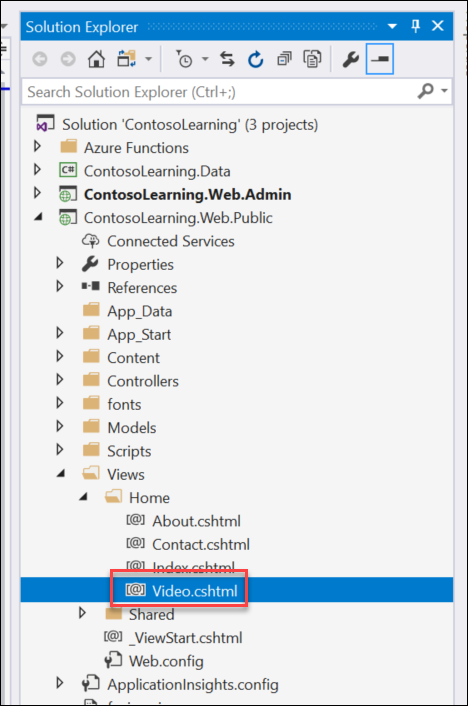 Solution Explorer
Search Solution Explorer (Ctrl+;)
Solution 'ContosoLearning' (3 projects)
Azure Functions
C# ContosoLearning.Data
ContosoLearning.Web.Admin
ContosoLearning.Web.Public
Connected Services
Properties
References
App_Data
App_Start
Content
Controllers
fonts
Models
Scripts
Views
Home
[@] About.cshtml
[@] Contact.cshtml
[@] Index.cshtml
[@] Video.cshtml
Shared
[@] _ViewStart.cshtml
Web.config
ApplicationInsights.config